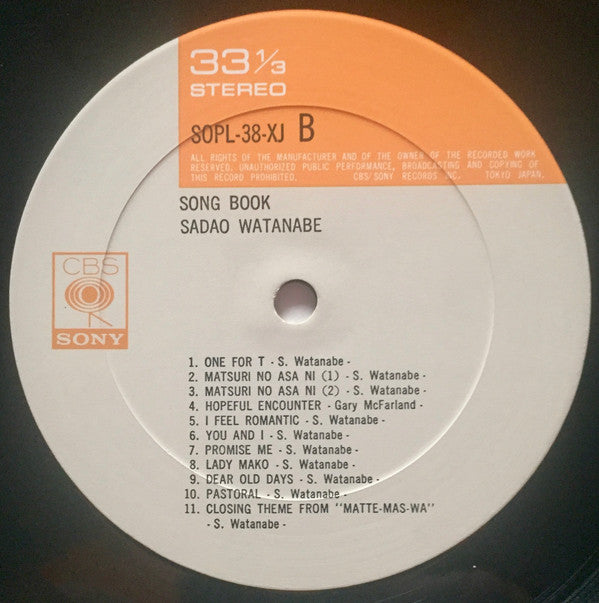 33 1/3
STEREO
SOPL-38-XJ B
ALL RIGHTS OF THE MANUFACTURER AND OF THE OWNER OF THE RECORDED WORK
RESERVED. UNAUTHORIZED PUBLIC PERFORMANCE, BROADCASTING AND COPYING OF
THIS RECORD PROHIBITED. CBS/SONY RECORDS INC. TOKYO JAPAN.
SONG BOOK
SADAO WATANABE
CBS
SONY
1. ONE FOR T - S. Watanabe -
2. MATSURI NO ASA NI (1) - S. Watanabe -
3. MATSURI NO ASA NI (2) - S. Watanabe -
4. HOPEFUL ENCOUNTER - Gary McFarland -
5. I FEEL ROMANTIC - S. Watanabe -
6. YOU AND I - S. Watanabe -
7. PROMISE ME - S. Watanabe -
8. LADY MAKO - S. Watanabe -
9. DEAR OLD DAYS - S. Watanabe -
10. PASTORAL - S. Watanabe -
11. CLOSING THEME FROM "MATTE-MAS-WA"
- S. Watanabe -